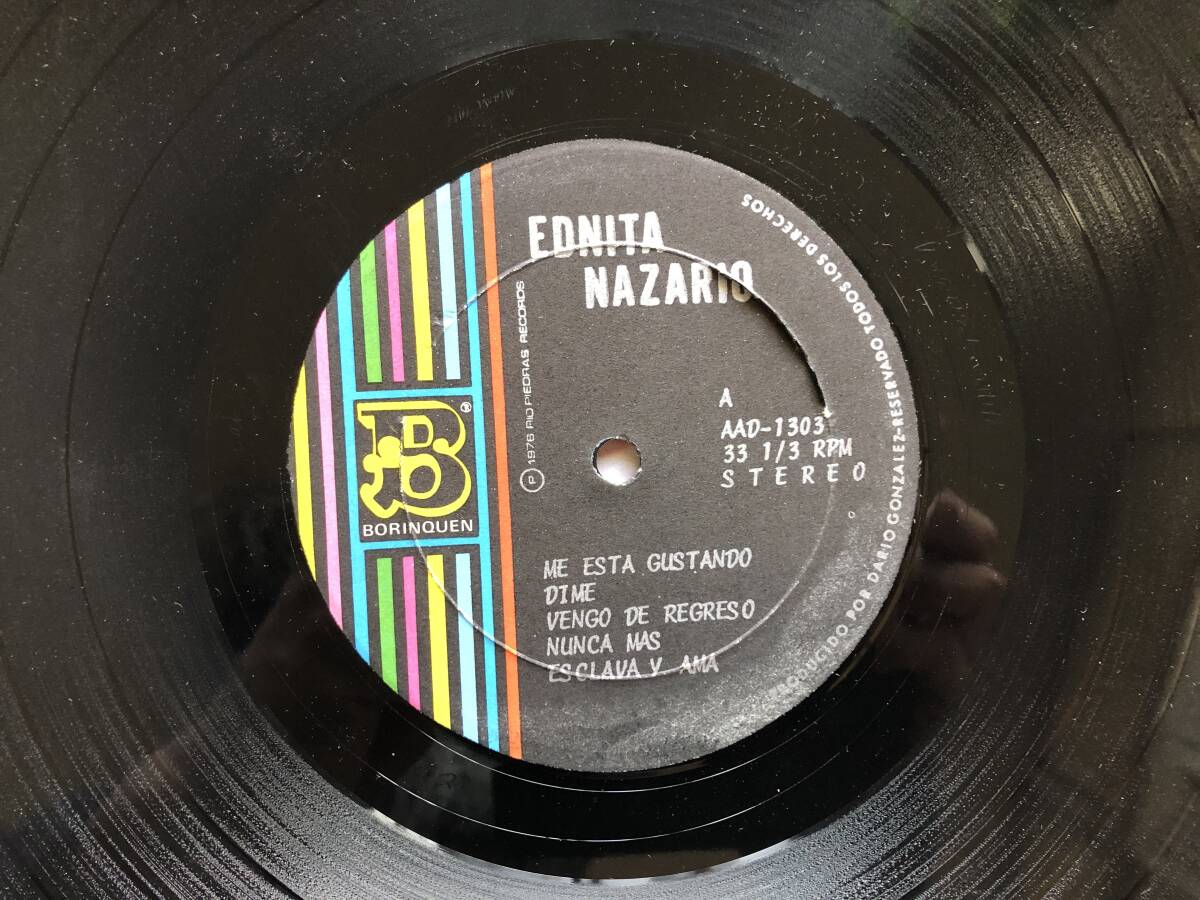 EDNITA
NAZARIO
RESERVADO TODOS LOS DERECHOS
PRODUCIDO POR DARIO GONZALEZ-
℗ 1976 RIO PIEDRAS RECORDS
A
AAD-1303
33 1/3 RPM
STEREO
B ®
BORINQUEN
ME ESTA GUSTANDO
DIME
VENGO DE REGRESO
NUNCA MAS
ESCLAVA Y AMA